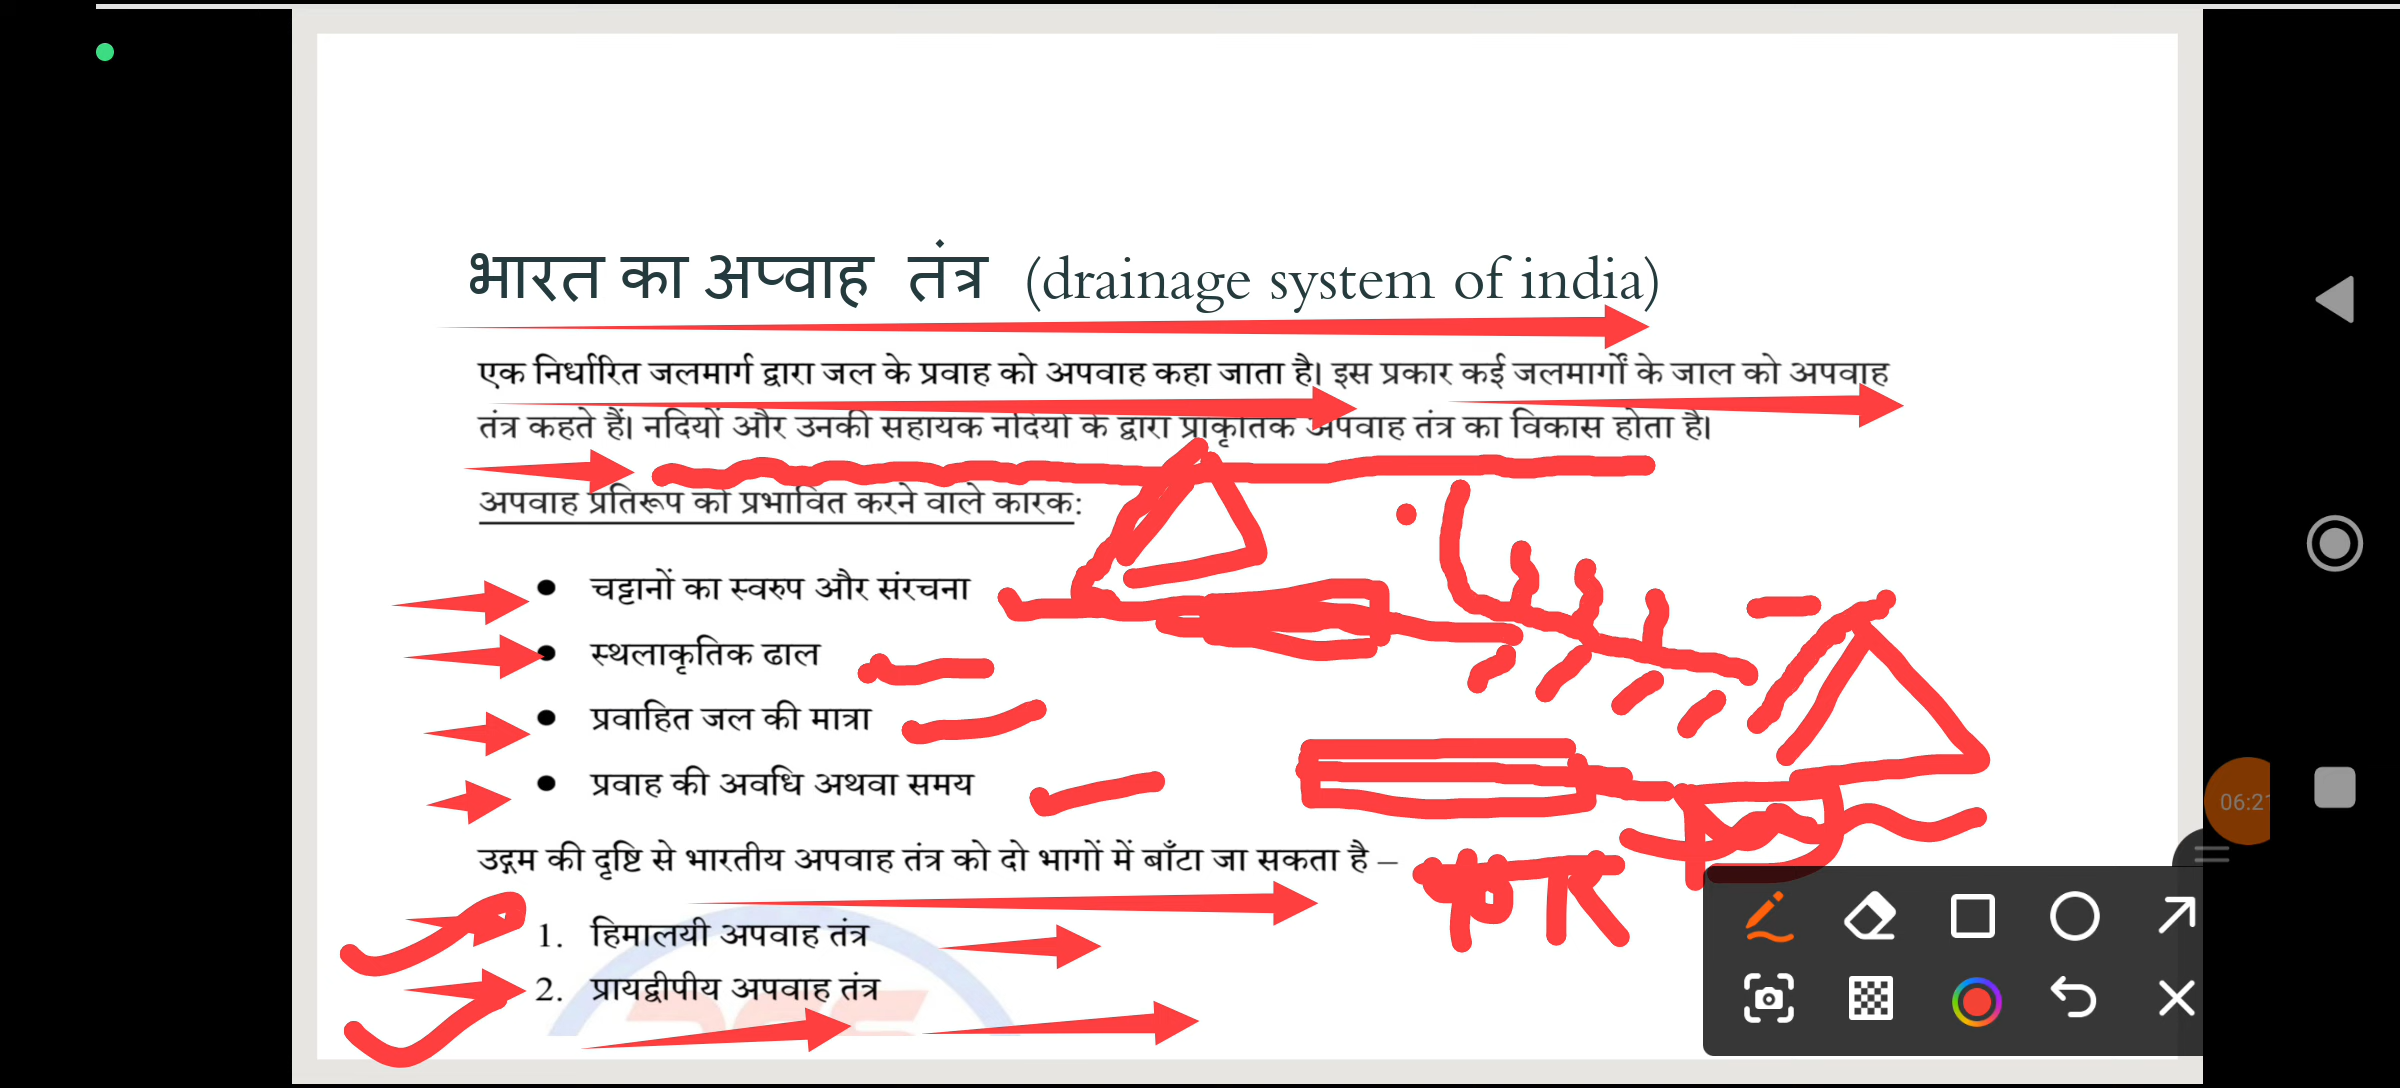 भारत का अप्वाह तंत्र (drainage system of india)
एक निर्धारित जलमार्ग द्वारा जल के प्रवाह को अपवाह कहा जाता है। इस प्रकार कई जलमार्गों के जाल को अपवाह
तंत्र कहते हैं। नदियों और उनकी सहायक नदियों के द्वारा प्राकृतिक अपवाह तंत्र का विकास होता है।
अपवाह प्रतिरूप को प्रभावित करने वाले कारक:
• चट्टानों का स्वरुप और संरचना
• स्थलाकृतिक ढाल
• प्रवाहित जल की मात्रा
• प्रवाह की अवधि अथवा समय
उद्गम की दृष्टि से भारतीय अपवाह तंत्र को दो भागों में बाँटा जा सकता है –
1. हिमालयी अपवाह तंत्र
2. प्रायद्वीपीय अपवाह तंत्र